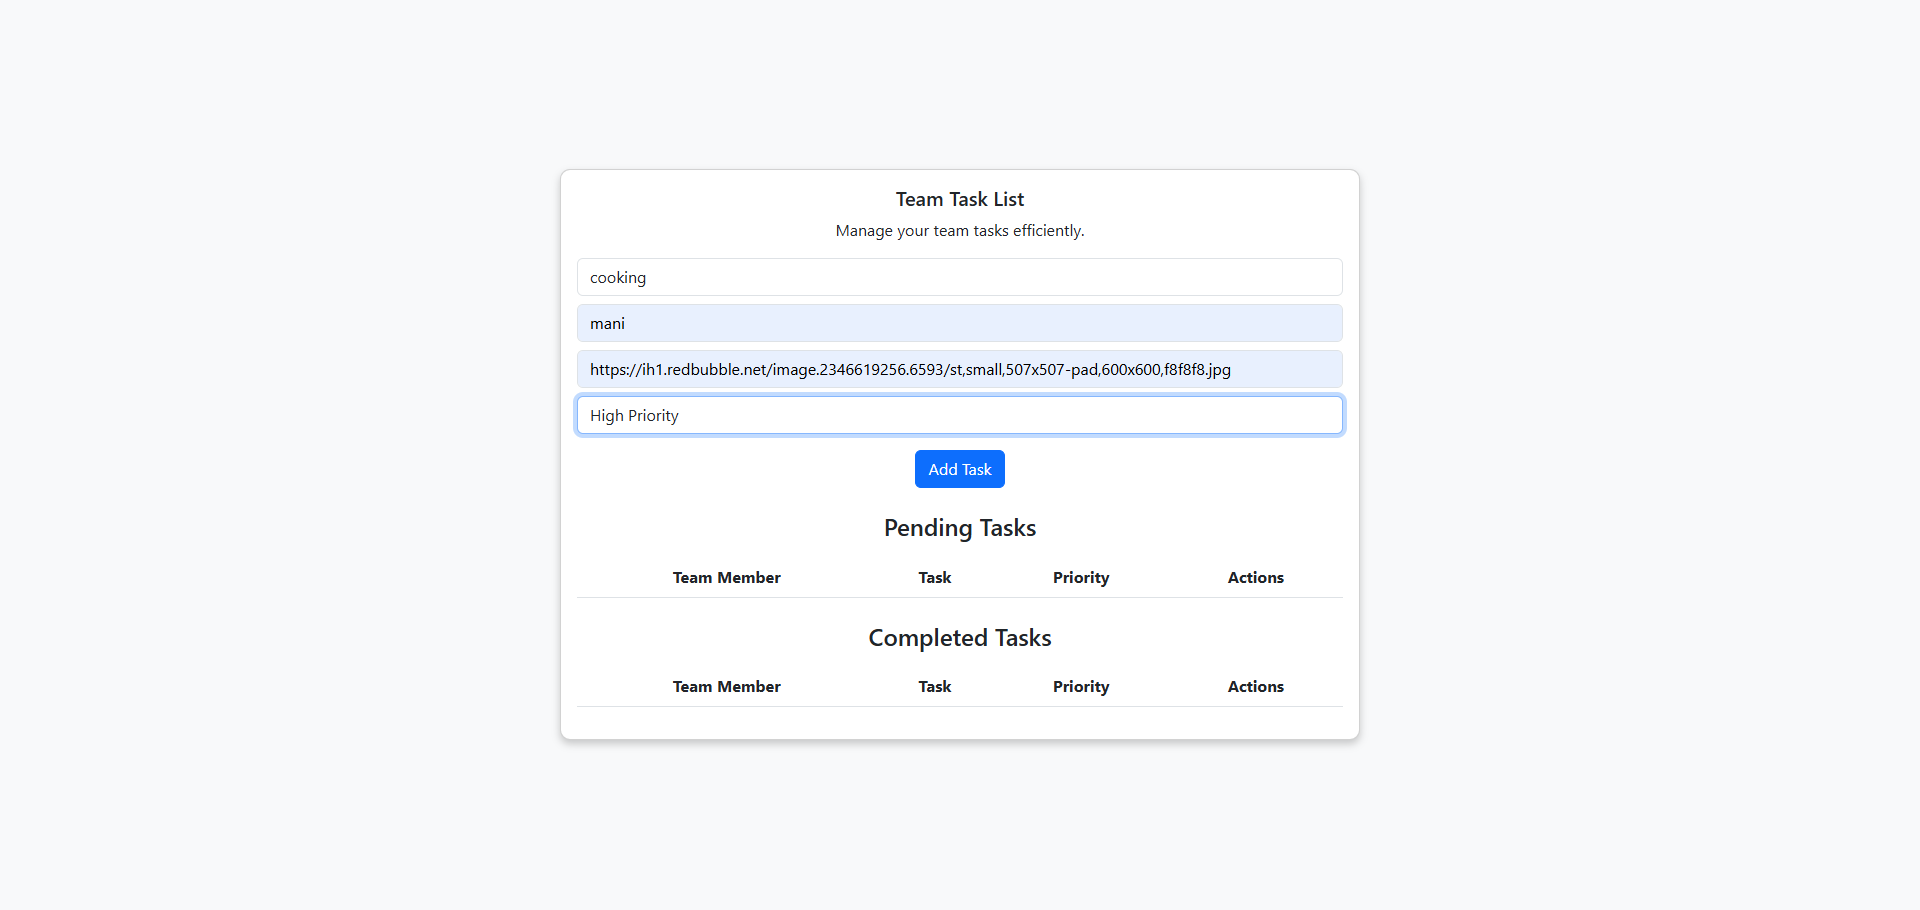 Team Task List
Manage your team tasks efficiently.
cooking
mani
https://ih1.redbubble.net/image.2346619256.6593/st,small,507x507-pad,600x600,f8f8f8.jpg
High Priority
Add Task
Pending Tasks
Team Member Task Priority Actions
Completed Tasks
Team Member Task Priority Actions